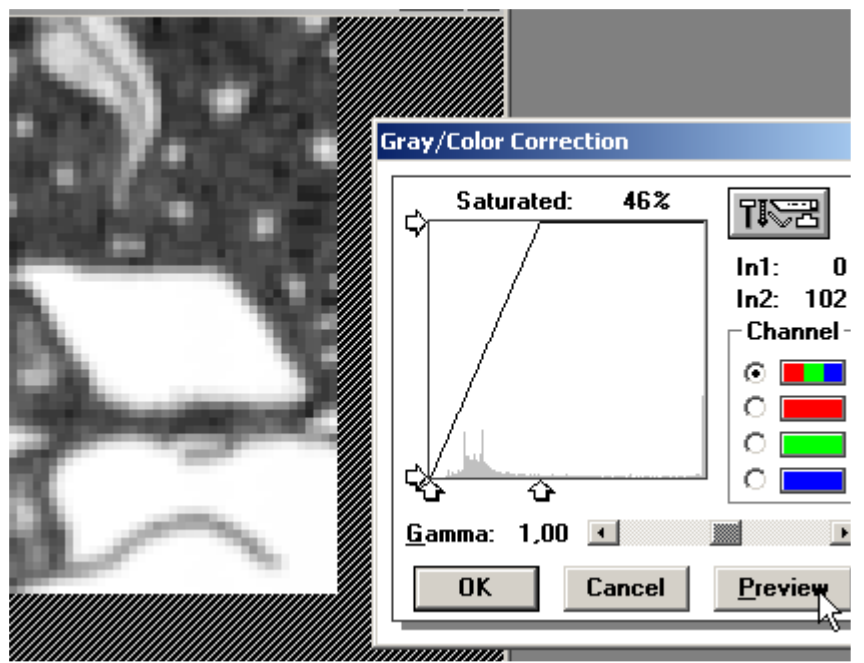 Gray/Color Correction
Saturated: 46%
In1: 0
In2: 102
Channel
Gamma: 1,00
OK Cancel Preview